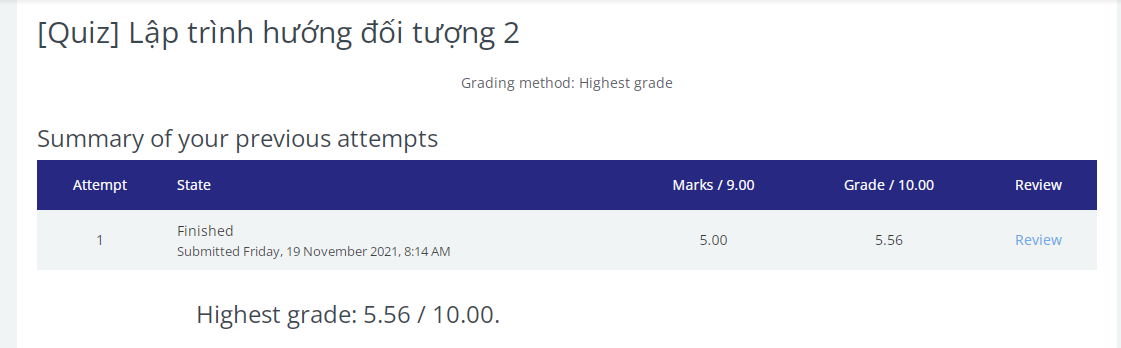 [Quiz] Lập trình hướng đối tượng 2
Grading method: Highest grade
Summary of your previous attempts
Attempt State Marks / 9.00 Grade / 10.00 Review
Finished
1 5.00 5.56 Review
Submitted Friday, 19 November 2021, 8:14 AM
Highest grade: 5.56 / 10.00.